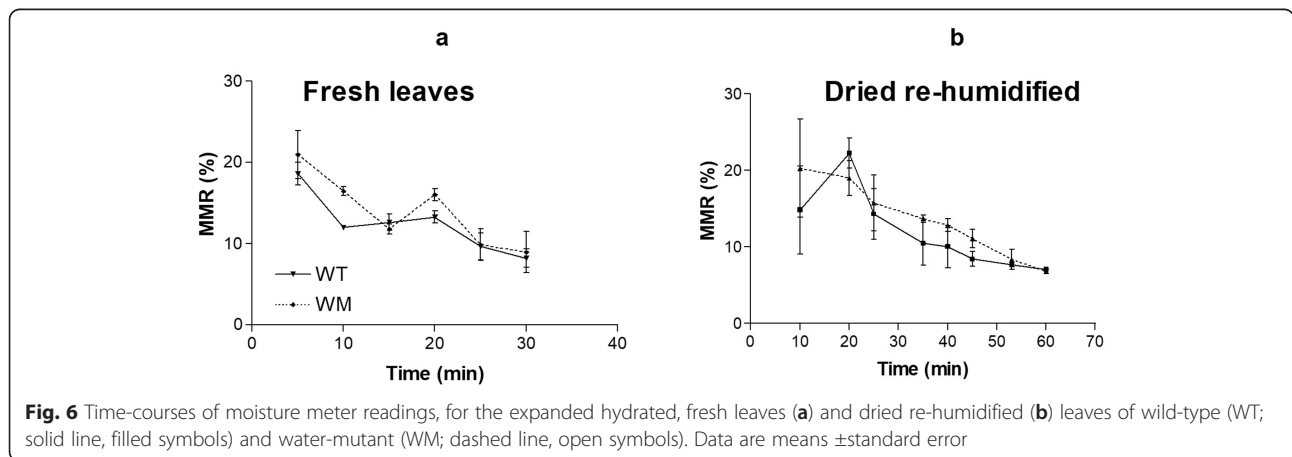 a
Fresh leaves
30
20
10
0
MMR (%)
WT
WM
0 10 20 30 40
Time (min)
b
Dried re-humidified
30
20
10
0
MMR (%)
0 10 20 30 40 50 60 70
Time (min)
Fig. 6 Time-courses of moisture meter readings, for the expanded hydrated, fresh leaves (a) and dried re-humidified (b) leaves of wild-type (WT;
solid line, filled symbols) and water-mutant (WM; dashed line, open symbols). Data are means ±standard error